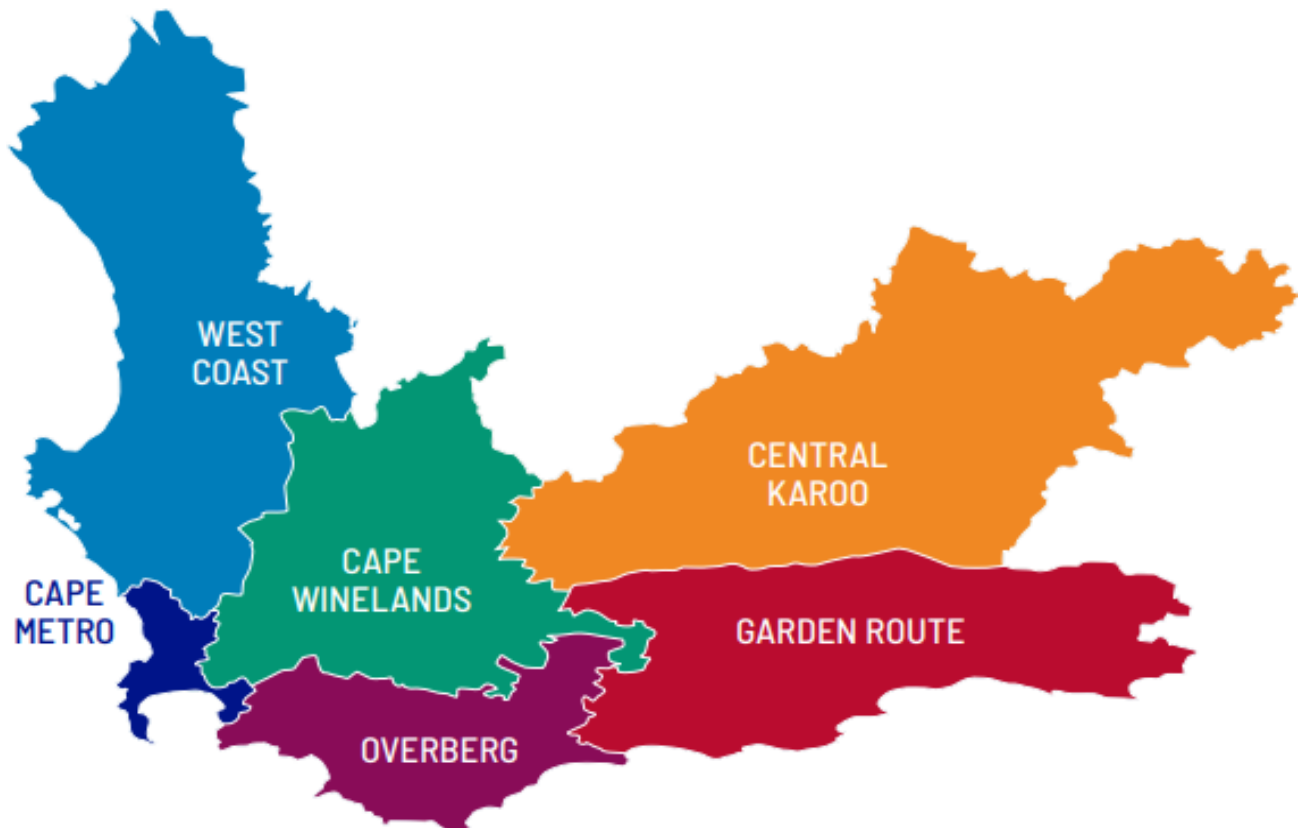 WEST
COAST
CENTRAL
KAROO
CAPE
WINELANDS
CAPE
METRO
GARDEN ROUTE
OVERBERG